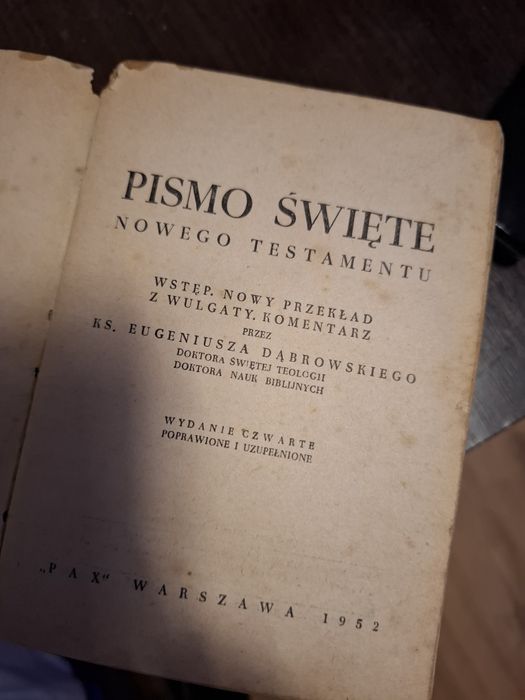 PISMO ŚWIĘTE
NOWEGO TESTAMENTU
WSTĘP. NOWY PRZEKŁAD
Z WULGATY. KOMENTARZ
PRZEZ
KS. EUGENIUSZA DĄBROWSKIEGO
DOKTORA ŚWIĘTEJ TEOLOGII
DOKTORA NAUK BIBLIJNYCH
WYDANIE CZWARTE
POPRAWIONE I UZUPEŁNIONE
„PAX" WARSZAWA 1952